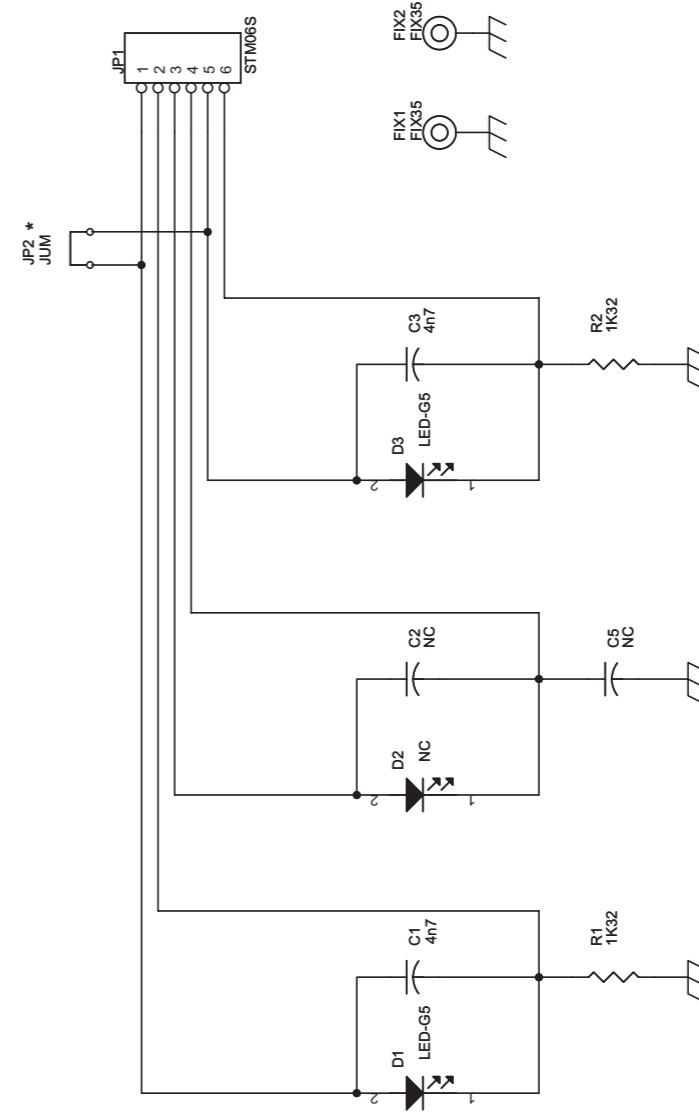 JP2 *
JUM
JP1
1
2
3
4
5
6
STM06S
FIX1
FIX35
FIX2
FIX35
D1
LED-G5
2
1
C1
4n7
R1
1K32
D2
NC
2
1
C2
NC
C5
NC
D3
LED-G5
2
1
C3
4n7
R2
1K32